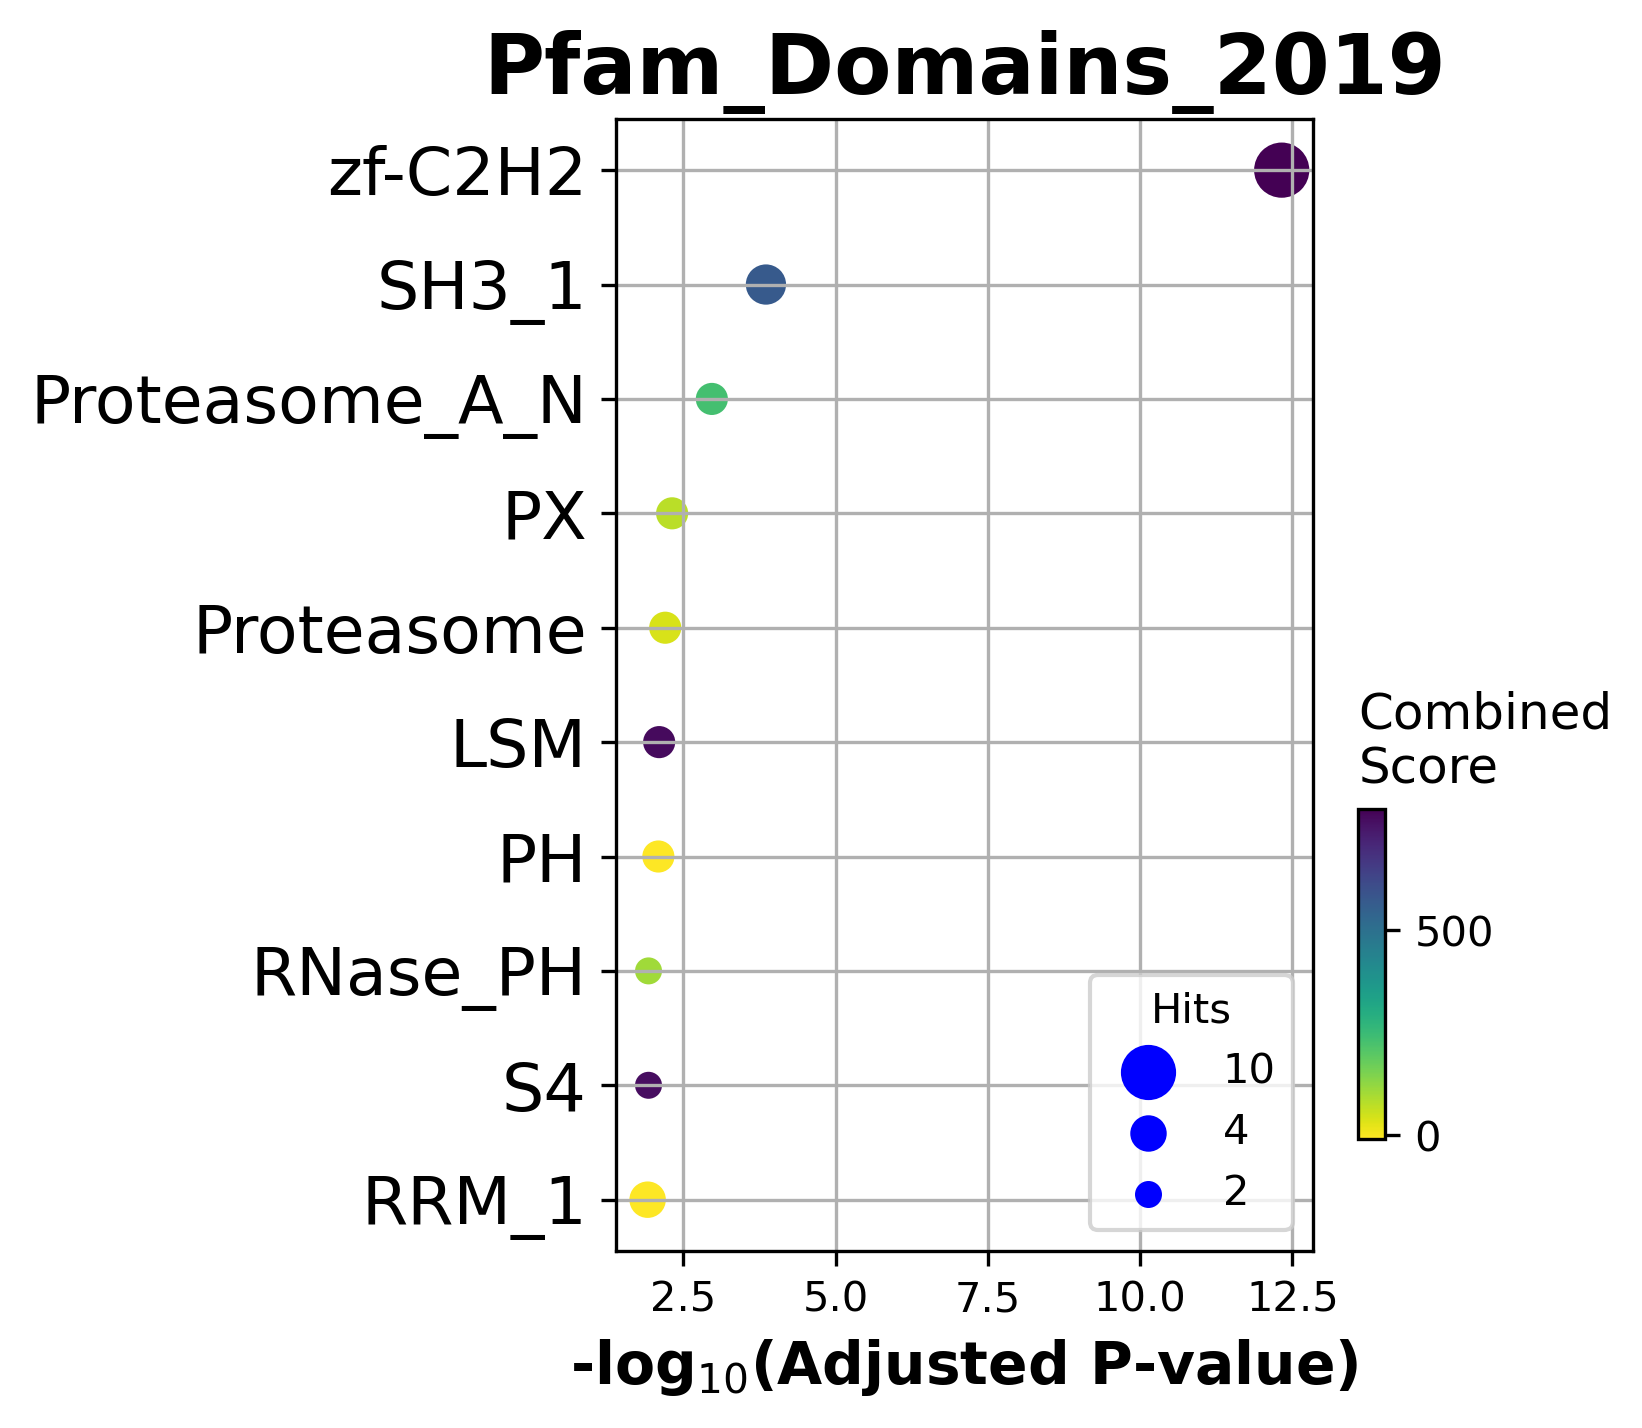 Pfam_Domains_2019
zf-C2H2
SH3_1
Proteasome_A_N
PX
Proteasome
LSM
PH
RNase_PH
S4
RRM_1
Combined
Score
500
0
Hits
10
4
2
2.5 5.0 7.5 10.0 12.5
-log₁₀(Adjusted P-value)